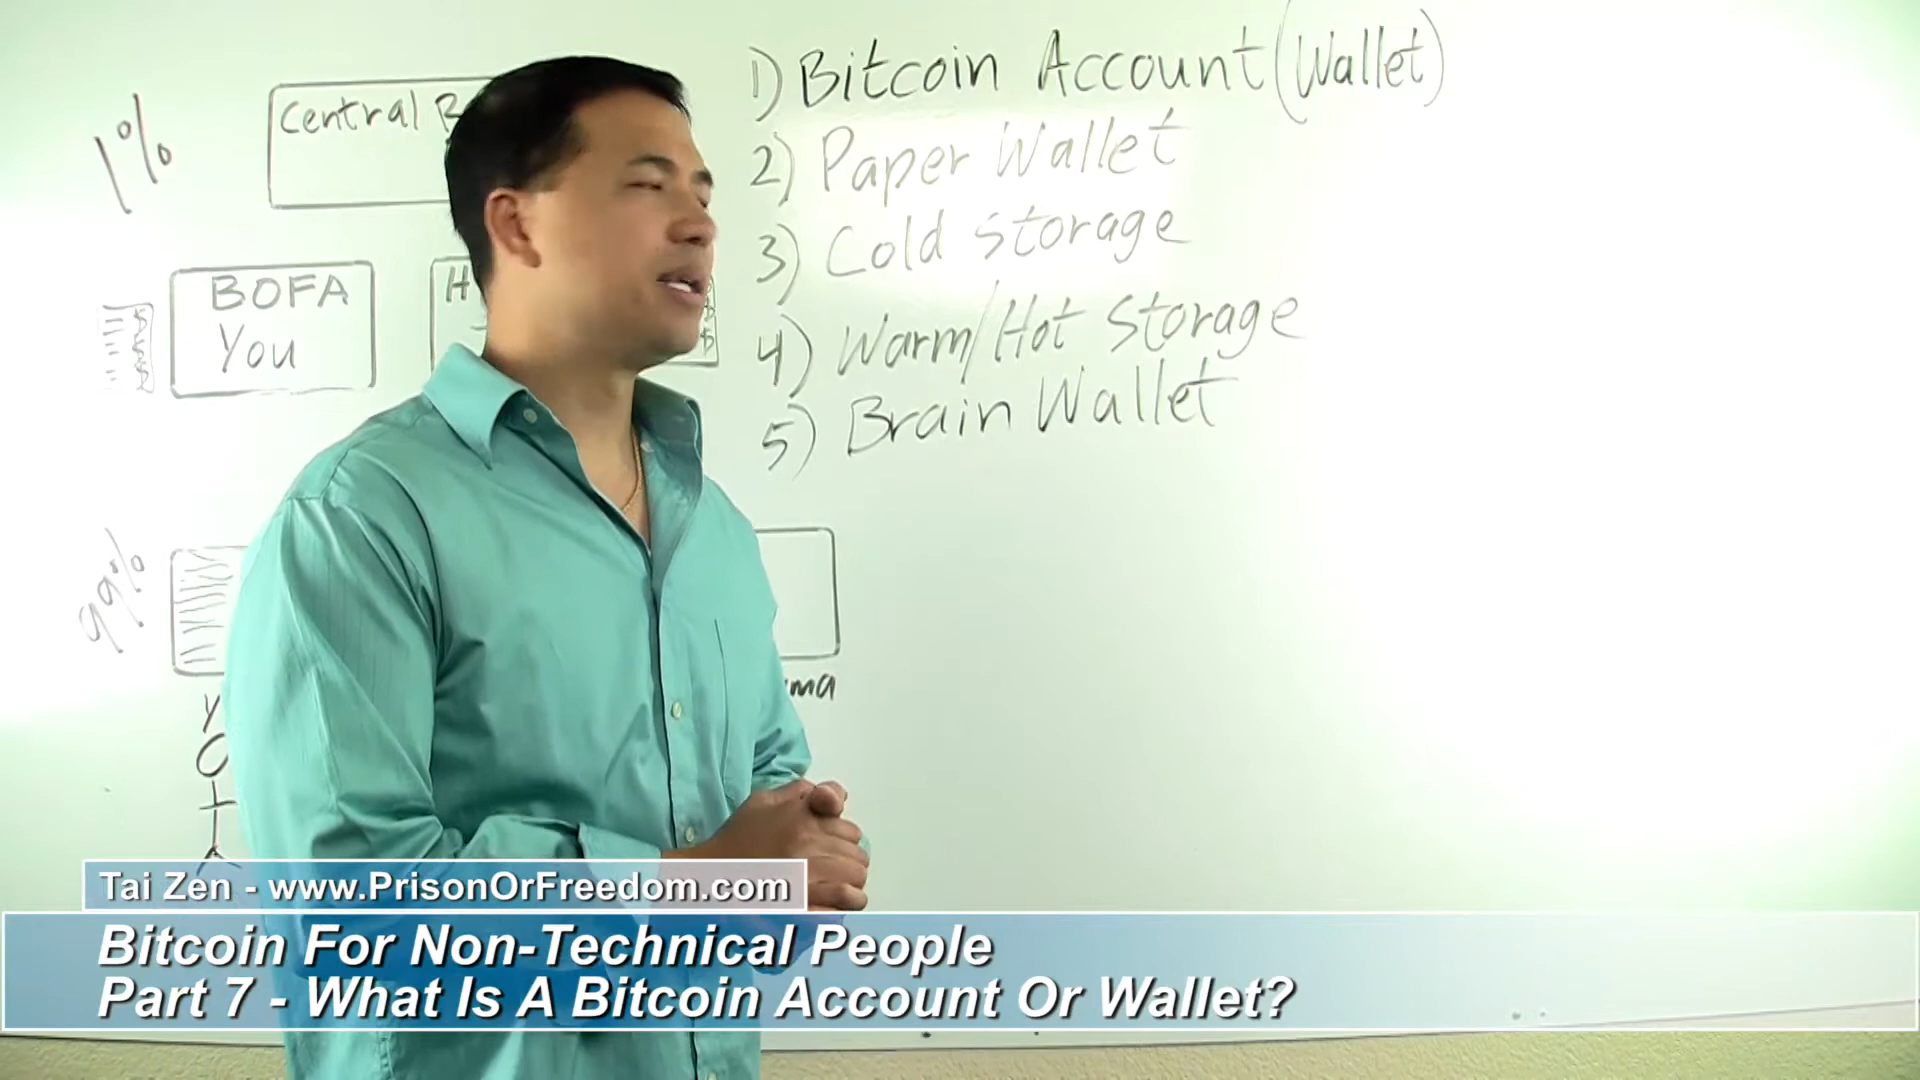 1%
Central
BOFA
You
H
99%
Y
O
ma
1) Bitcoin Account (Wallet)
2) Paper Wallet
3) Cold Storage
4) Warm/Hot Storage
5) Brain Wallet
Tai Zen - www.PrisonOrFreedom.com
Bitcoin For Non-Technical People
Part 7 - What Is A Bitcoin Account Or Wallet?